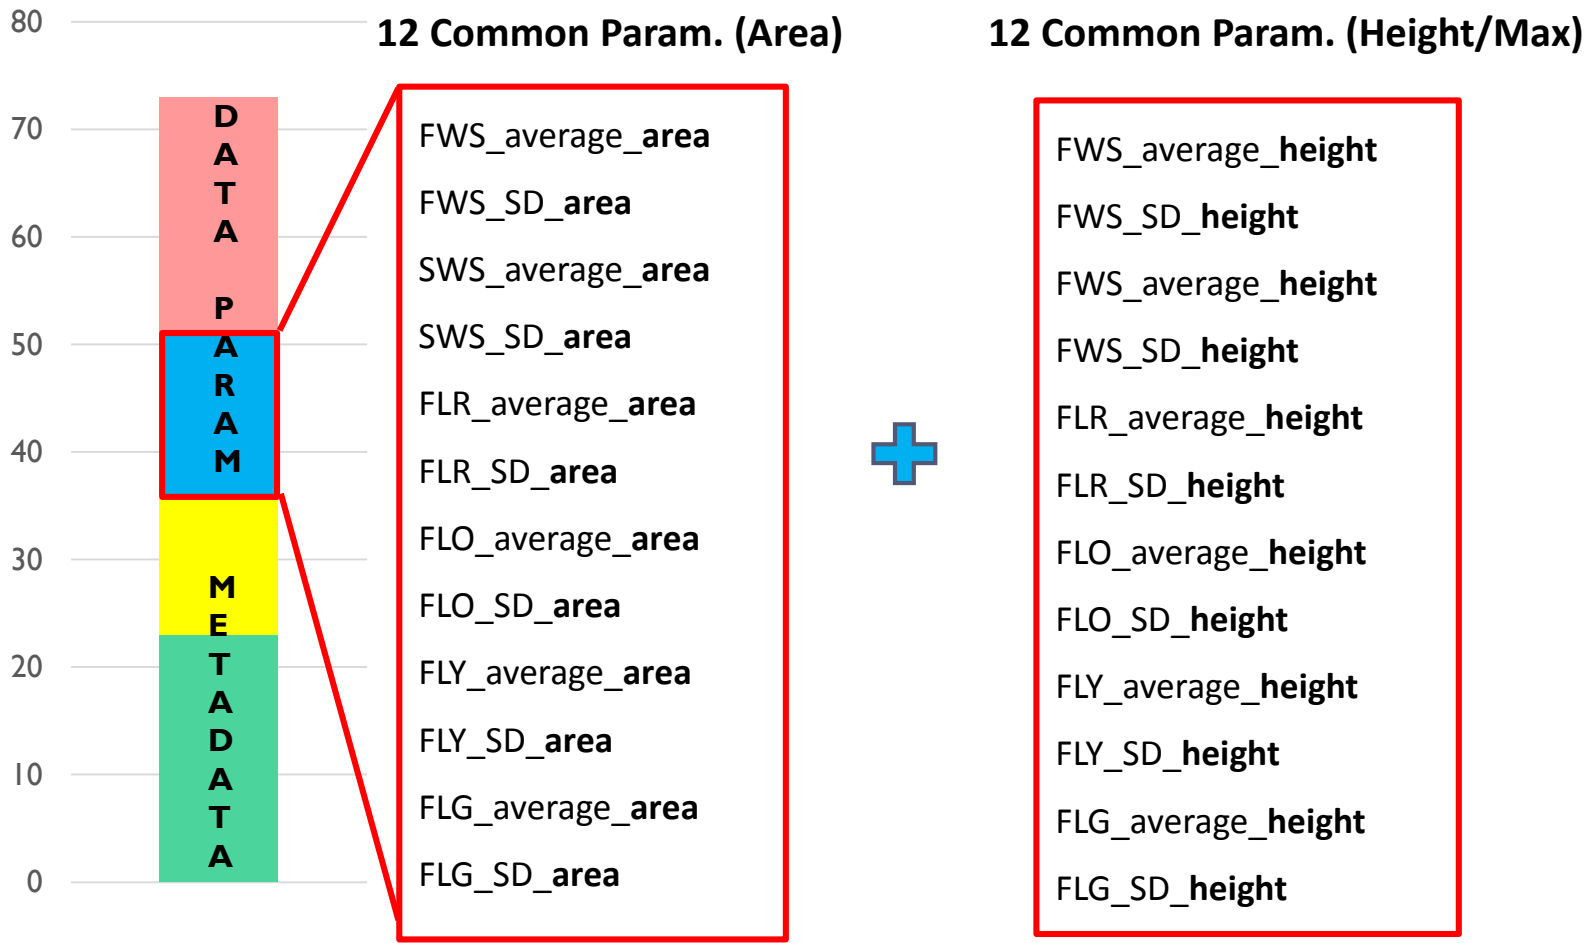 80
70
60
50
40
30
20
10
0
D
A
T
A
P
A
R
A
M
M
E
T
A
D
A
T
A
12 Common Param. (Area)
FWS_average_area
FWS_SD_area
SWS_average_area
SWS_SD_area
FLR_average_area
FLR_SD_area
FLO_average_area
FLO_SD_area
FLY_average_area
FLY_SD_area
FLG_average_area
FLG_SD_area
12 Common Param. (Height/Max)
FWS_average_height
FWS_SD_height
FWS_average_height
FWS_SD_height
FLR_average_height
FLR_SD_height
FLO_average_height
FLO_SD_height
FLY_average_height
FLY_SD_height
FLG_average_height
FLG_SD_height